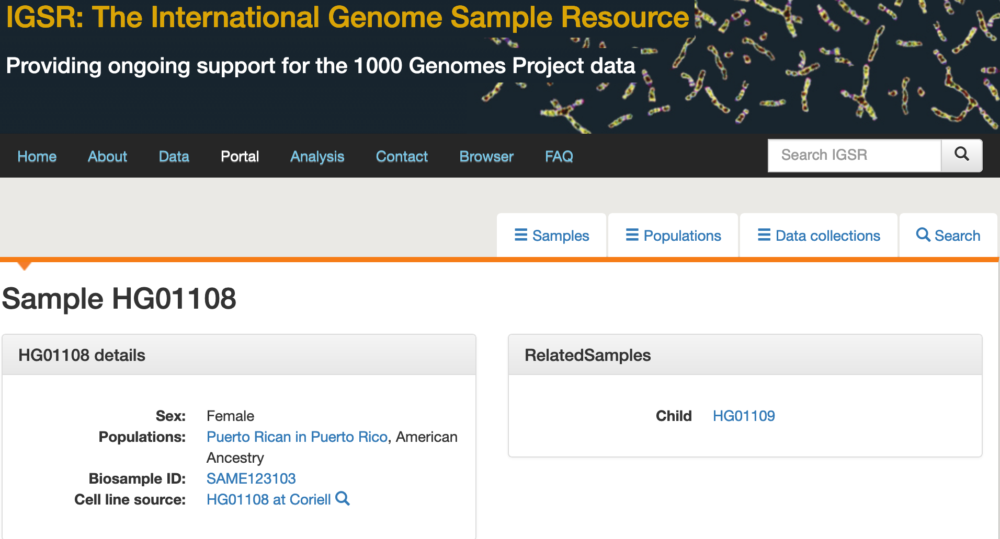 IGSR: The International Genome Sample Resource
Providing ongoing support for the 1000 Genomes Project data
Home About Data Portal Analysis Contact Browser FAQ Search IGSR
Samples Populations Data collections Search
Sample HG01108
HG01108 details
Sex: Female
Populations: Puerto Rican in Puerto Rico, American
Ancestry
Biosample ID: SAME123103
Cell line source: HG01108 at Coriell
RelatedSamples
Child HG01109